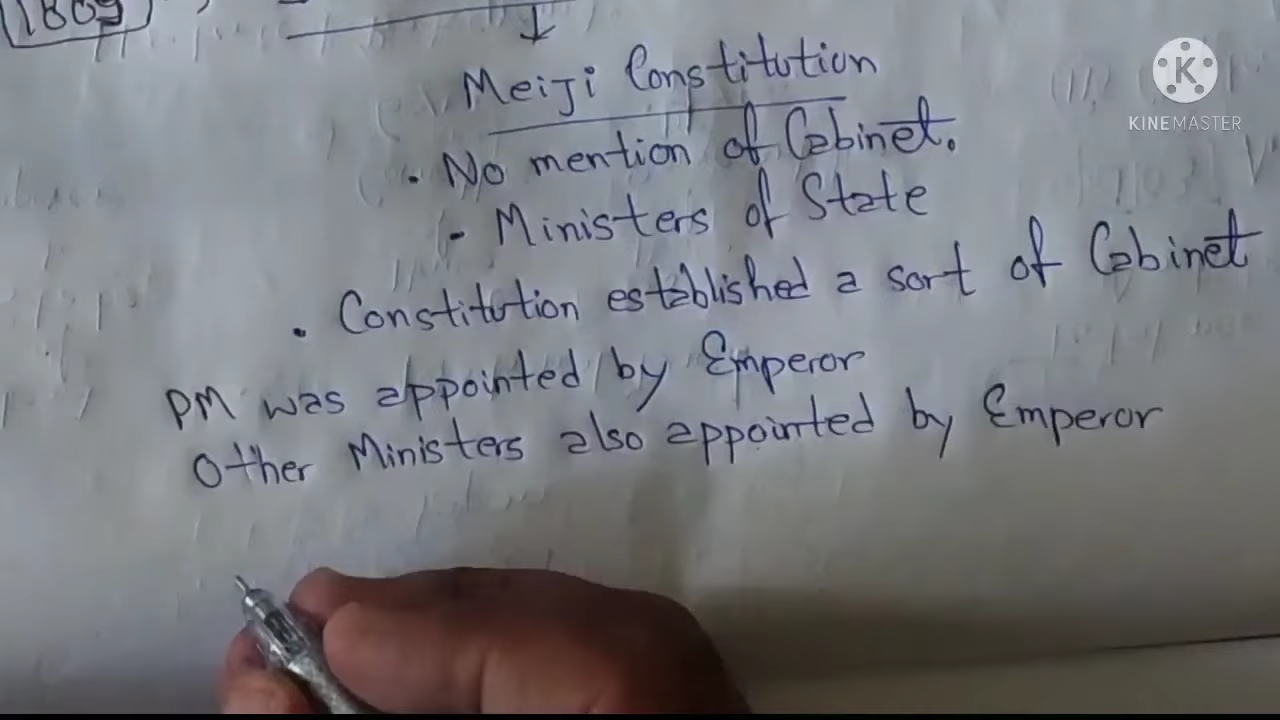 Meiji Constitution
. No mention of Cabinet.
- Ministers of State
. Constitution established a sort of Cabinet
PM was appointed by Emperor
Other Ministers also appointed by Emperor
K
KINEMASTER